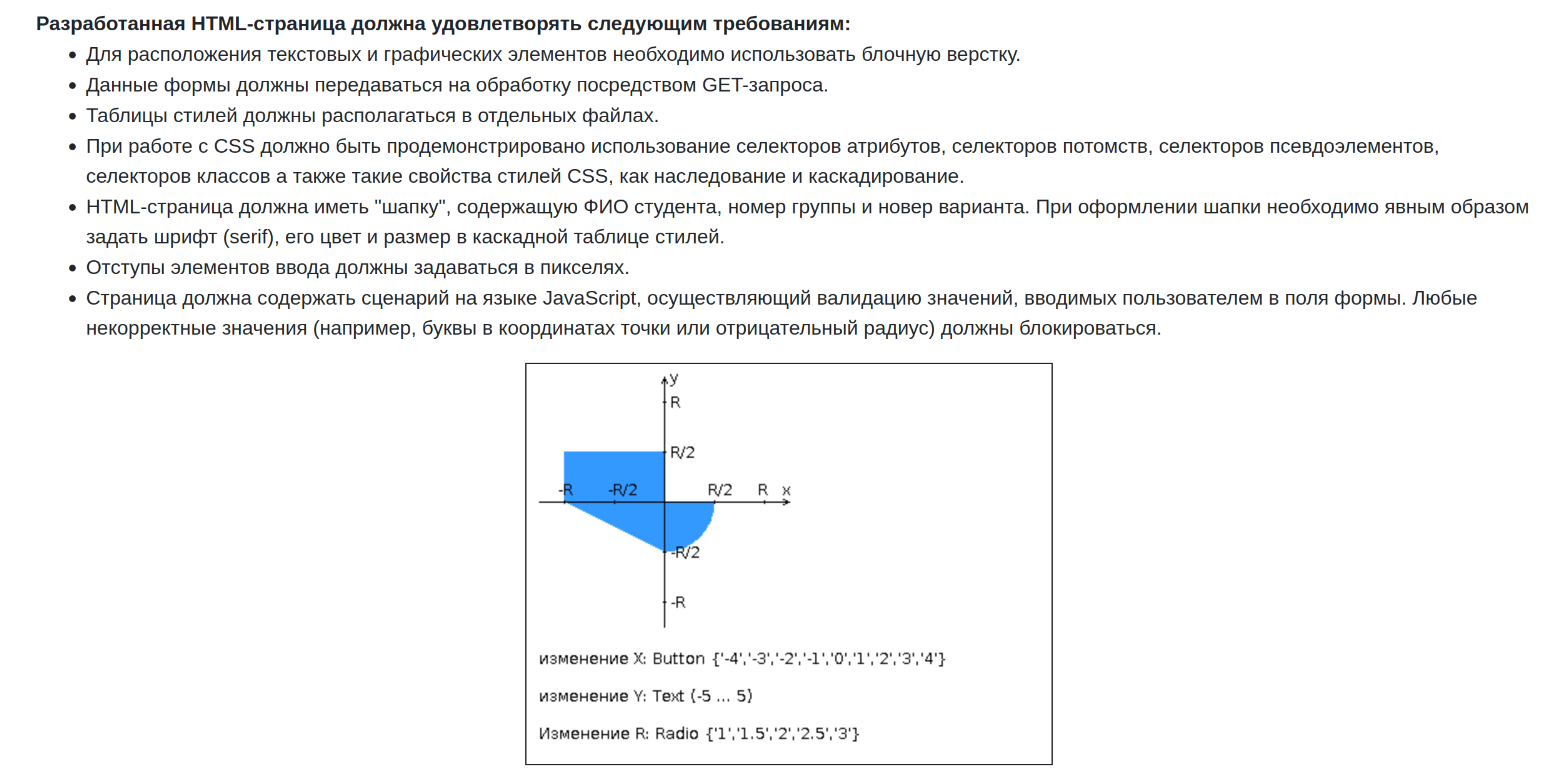 Разработанная HTML-страница должна удовлетворять следующим требованиям:
Для расположения текстовых и графических элементов необходимо использовать блочную верстку.
Данные формы должны передаваться на обработку посредством GET-запроса.
Таблицы стилей должны располагаться в отдельных файлах.
При работе с CSS должно быть продемонстрировано использование селекторов атрибутов, селекторов потомств, селекторов псевдоэлементов,
селекторов классов а также такие свойства стилей CSS, как наследование и каскадирование.
HTML-страница должна иметь "шапку", содержащую ФИО студента, номер группы и новер варианта. При оформлении шапки необходимо явным образом
задать шрифт (serif), его цвет и размер в каскадной таблице стилей.
Отступы элементов ввода должны задаваться в пикселях.
Страница должна содержать сценарий на языке JavaScript, осуществляющий валидацию значений, вводимых пользователем в поля формы. Любые
некорректные значения (например, буквы в координатах точки или отрицательный радиус) должны блокироваться.
y
R
R/2
-R -R/2 R/2 R x
-R/2
-R
изменение X: Button {'-4','-3','-2','-1','0','1','2','3','4'}
изменение Y: Text (-5 ... 5)
Изменение R: Radio {'1','1.5','2','2.5','3'}